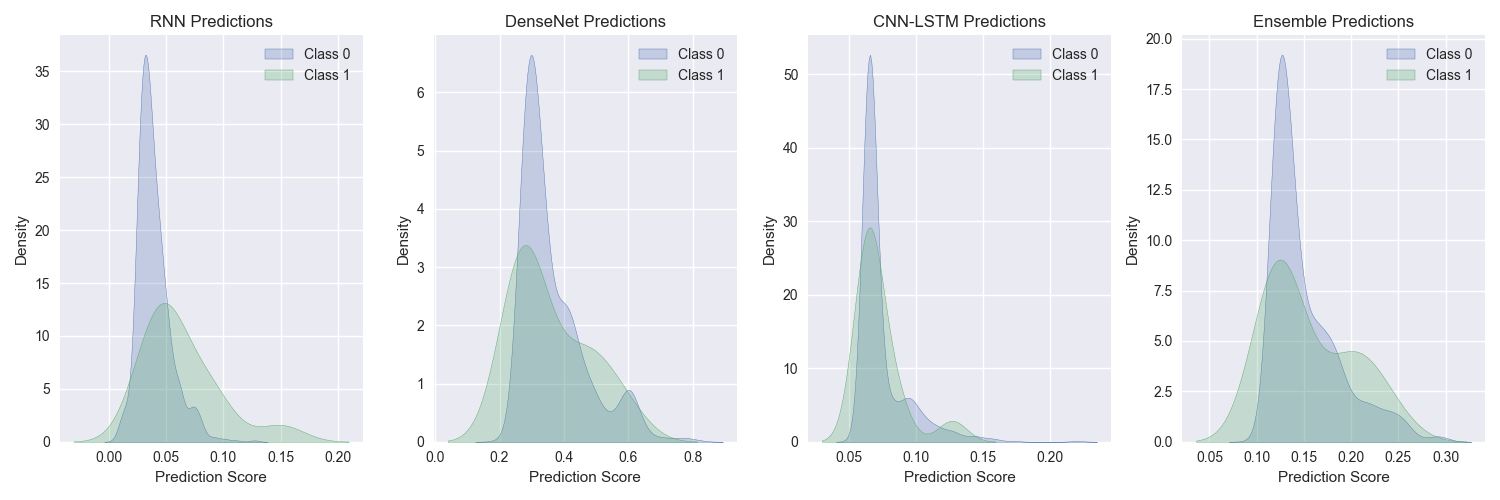 RNN Predictions
Class 0
Class 1
Density
35
30
25
20
15
10
5
0
0.00 0.05 0.10 0.15 0.20
Prediction Score
DenseNet Predictions
Class 0
Class 1
Density
6
5
4
3
2
1
0
0.0 0.2 0.4 0.6 0.8
Prediction Score
CNN-LSTM Predictions
Class 0
Class 1
Density
50
40
30
20
10
0
0.05 0.10 0.15 0.20
Prediction Score
Ensemble Predictions
Class 0
Class 1
Density
20.0
17.5
15.0
12.5
10.0
7.5
5.0
2.5
0.0
0.05 0.10 0.15 0.20 0.25 0.30
Prediction Score